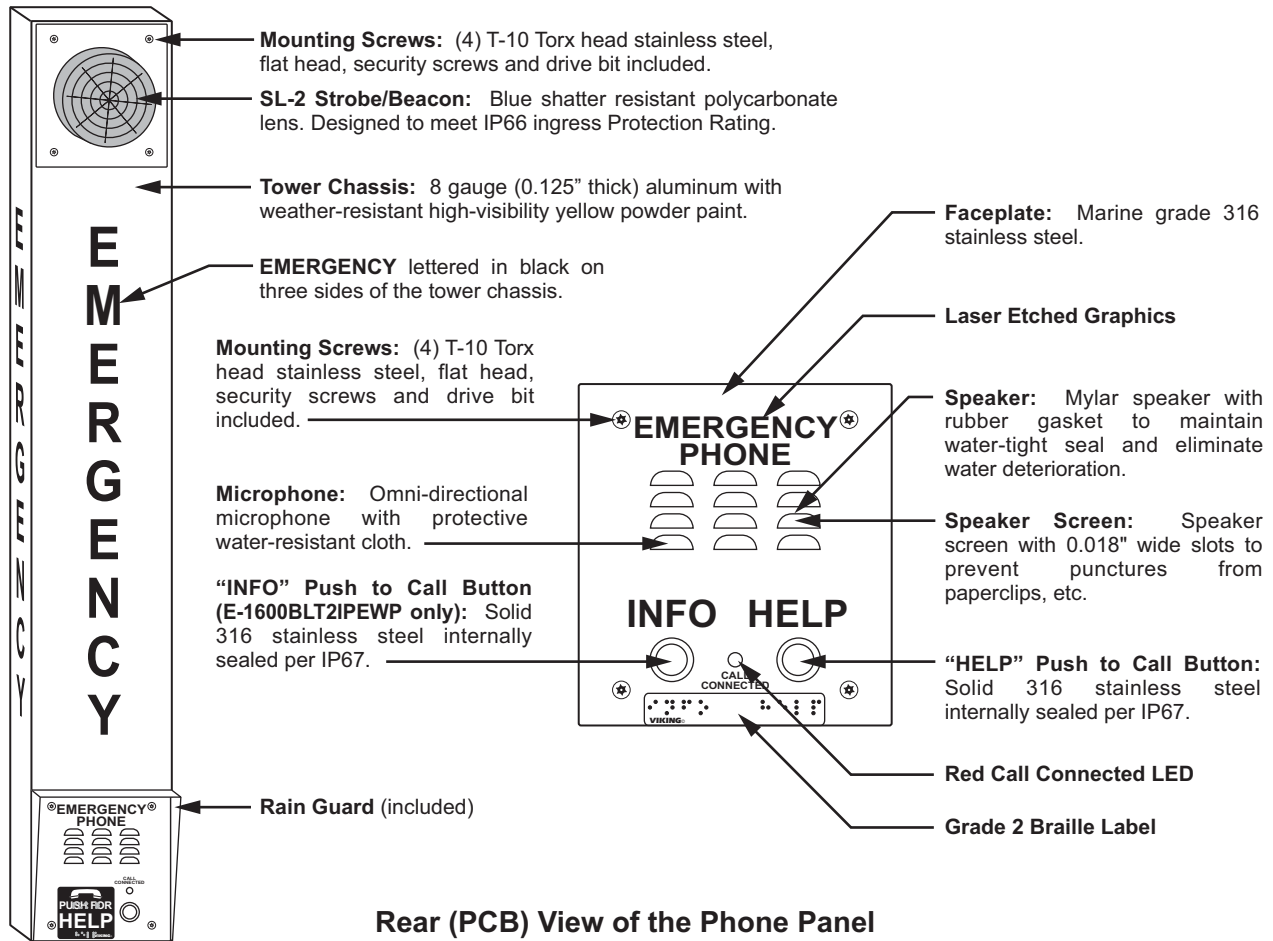 Mounting Screws: (4) T-10 Torx head stainless steel,
flat head, security screws and drive bit included.
SL-2 Strobe/Beacon: Blue shatter resistant polycarbonate
lens. Designed to meet IP66 ingress Protection Rating.
Tower Chassis: 8 gauge (0.125” thick) aluminum with
weather-resistant high-visibility yellow powder paint.
EMERGENCY lettered in black on
three sides of the tower chassis.
EMERGENCY
EMERGENCY
Mounting Screws: (4) T-10 Torx
head stainless steel, flat head,
security screws and drive bit
included.
Microphone: Omni-directional
microphone with protective
water-resistant cloth.
“INFO” Push to Call Button
(E-1600BLT2IPEWP only): Solid
316 stainless steel internally
sealed per IP67.
Rain Guard (included)
EMERGENCY
PHONE
CALL
CONNECTED
PUSH FOR
HELP
VIKING
EMERGENCY
PHONE
INFO HELP
CALL
CONNECTED
⠊⠝⠋⠕ ⠓⠑⠇⠏
VIKING®
Faceplate: Marine grade 316
stainless steel.
Laser Etched Graphics
Speaker: Mylar speaker with
rubber gasket to maintain
water-tight seal and eliminate
water deterioration.
Speaker Screen: Speaker
screen with 0.018" wide slots to
prevent punctures from
paperclips, etc.
“HELP” Push to Call Button:
Solid 316 stainless steel
internally sealed per IP67.
Red Call Connected LED
Grade 2 Braille Label
Rear (PCB) View of the Phone Panel